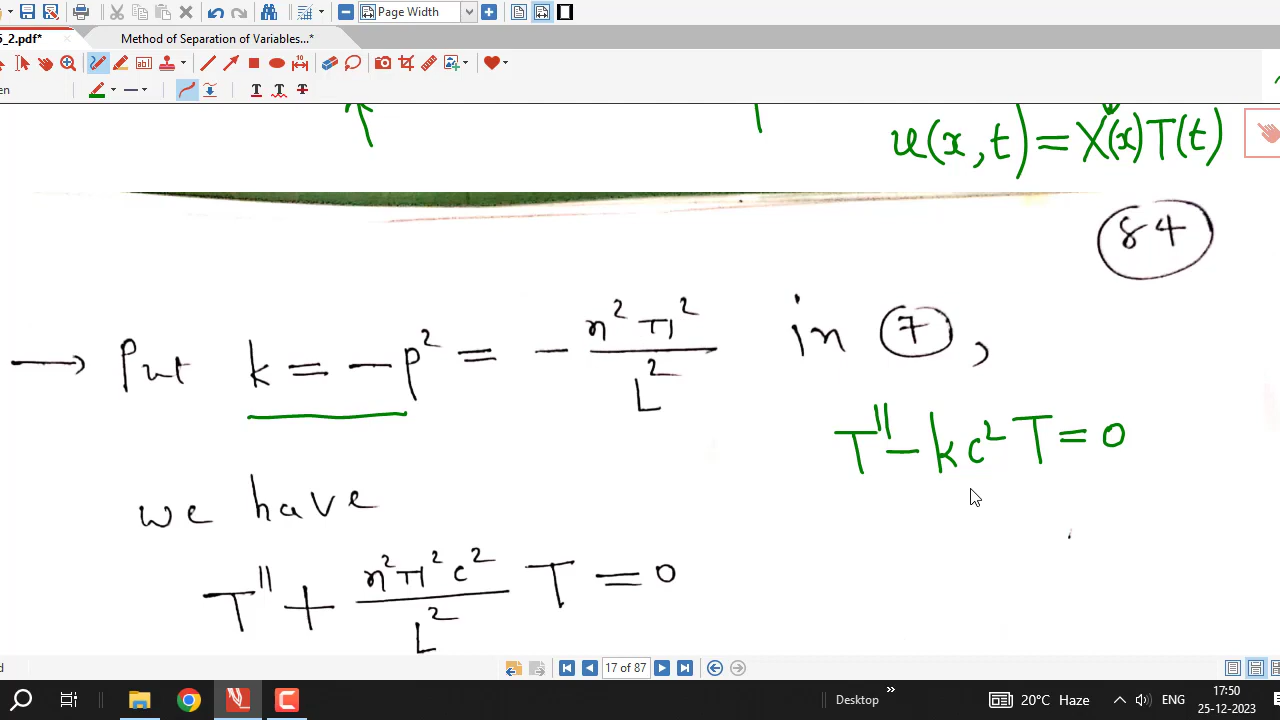 Page Width
5_2.pdf*
Method of Separation of Variables...*
en
u(x,t) = X(x)T(t)
84
→ Put k = -p² = - n²π²/L² in ⑦,
T'' - kc²T = 0
we have
T'' + n²π²c²/L² T = 0
d
17 of 87
Desktop
»
20°C Haze
ENG
17:50
25-12-2023